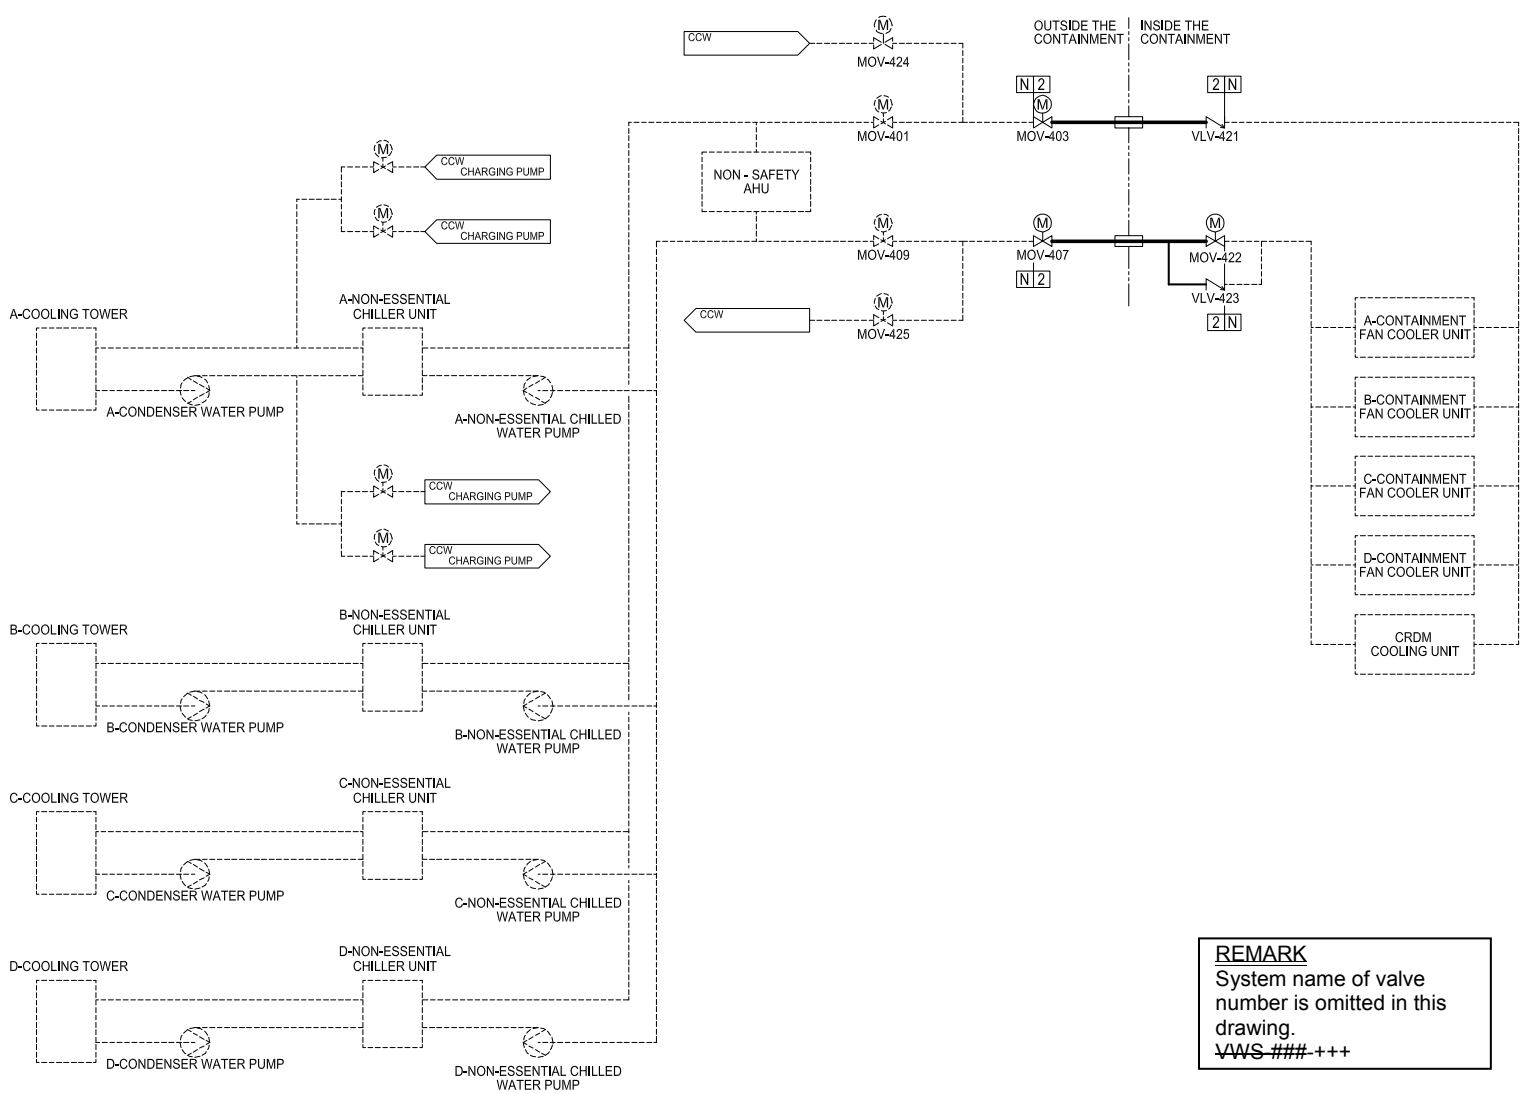 CCW
M
MOV-424
OUTSIDE THE
CONTAINMENT
INSIDE THE
CONTAINMENT
M
MOV-401
N 2
M
MOV-403
2 N
VLV-421
M
CCW
CHARGING PUMP
M
CCW
CHARGING PUMP
NON - SAFETY
AHU
M
MOV-409
M
MOV-407
N 2
M
MOV-422
VLV-423
2 N
CCW
M
MOV-425
A-COOLING TOWER
A-NON-ESSENTIAL
CHILLER UNIT
A-CONDENSER WATER PUMP
A-NON-ESSENTIAL CHILLED
WATER PUMP
M
CCW
CHARGING PUMP
M
CCW
CHARGING PUMP
A-CONTAINMENT
FAN COOLER UNIT
B-CONTAINMENT
FAN COOLER UNIT
C-CONTAINMENT
FAN COOLER UNIT
D-CONTAINMENT
FAN COOLER UNIT
CRDM
COOLING UNIT
B-COOLING TOWER
B-NON-ESSENTIAL
CHILLER UNIT
B-CONDENSER WATER PUMP
B-NON-ESSENTIAL CHILLED
WATER PUMP
C-COOLING TOWER
C-NON-ESSENTIAL
CHILLER UNIT
C-CONDENSER WATER PUMP
C-NON-ESSENTIAL CHILLED
WATER PUMP
D-COOLING TOWER
D-NON-ESSENTIAL
CHILLER UNIT
D-CONDENSER WATER PUMP
D-NON-ESSENTIAL CHILLED
WATER PUMP
REMARK
System name of valve
number is omitted in this
drawing.
VWS-###-+++